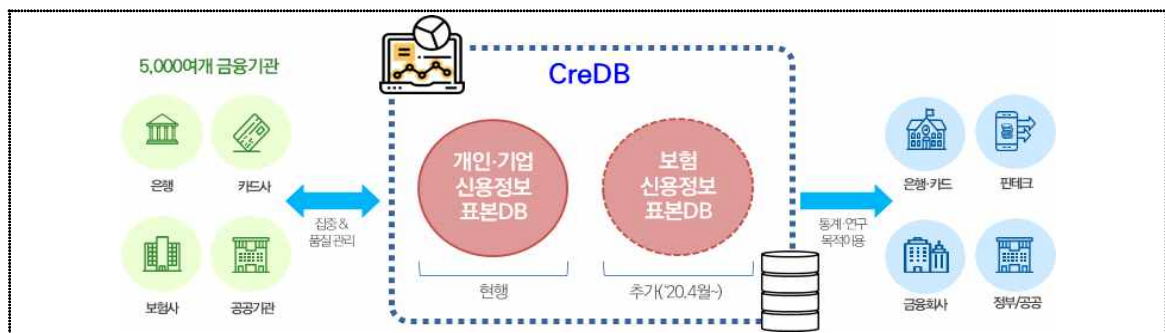 5,000여개 금융기관
은행
카드사
보험사
공공기관
집중 &
품질 관리
CreDB
개인·기업
신용정보
표본DB
현행
보험
신용정보
표본DB
추가('20.4월~)
통계·연구
목적이용
은행·카드
핀테크
금융회사
정부/공공